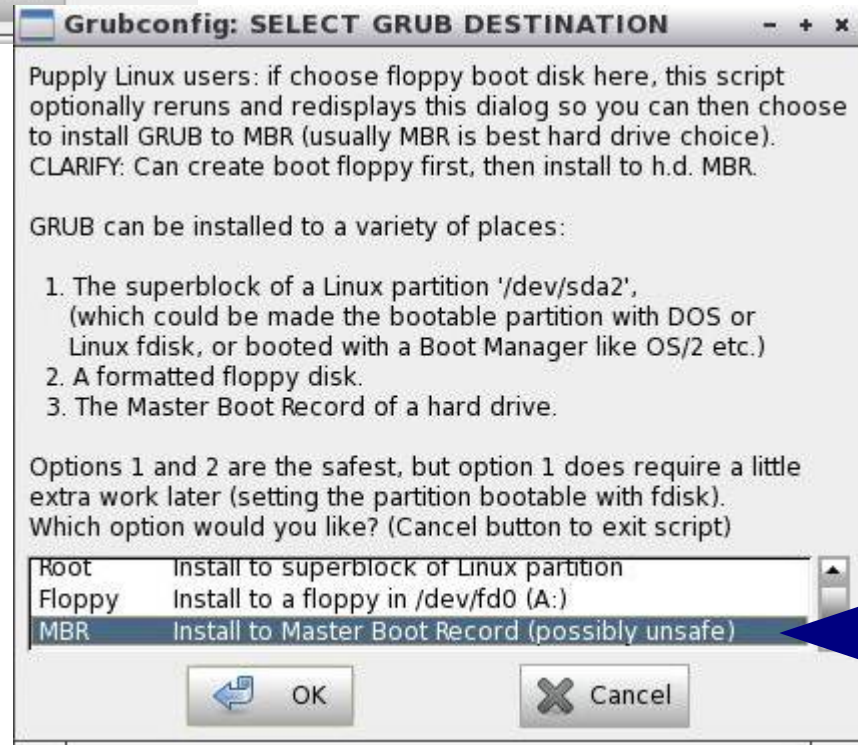 Grubconfig: SELECT GRUB DESTINATION
Pupply Linux users: if choose floppy boot disk here, this script
optionally reruns and redisplays this dialog so you can then choose
to install GRUB to MBR (usually MBR is best hard drive choice).
CLARIFY: Can create boot floppy first, then install to h.d. MBR.
GRUB can be installed to a variety of places:
1. The superblock of a Linux partition '/dev/sda2',
(which could be made the bootable partition with DOS or
Linux fdisk, or booted with a Boot Manager like OS/2 etc.)
2. A formatted floppy disk.
3. The Master Boot Record of a hard drive.
Options 1 and 2 are the safest, but option 1 does require a little
extra work later (setting the partition bootable with fdisk).
Which option would you like? (Cancel button to exit script)
Root Install to superblock of Linux partition
Floppy Install to a floppy in /dev/fd0 (A:)
MBR Install to Master Boot Record (possibly unsafe)
OK Cancel